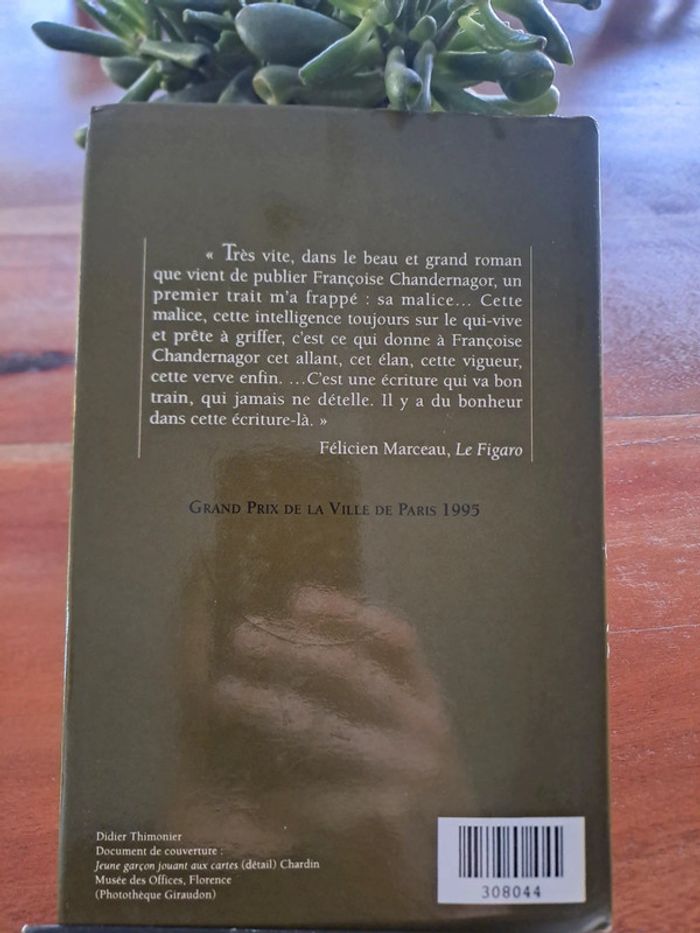 « Très vite, dans le beau et grand roman
que vient de publier Françoise Chandernagor, un
premier trait m'a frappé : sa malice... Cette
malice, cette intelligence toujours sur le qui-vive
et prête à griffer, c'est ce qui donne à Françoise
Chandernagor cet allant, cet élan, cette vigueur,
cette verve enfin. ...C'est une écriture qui va bon
train, qui jamais ne dételle. Il y a du bonheur
dans cette écriture-là. »
Félicien Marceau, Le Figaro
GRAND PRIX DE LA VILLE DE PARIS 1995
Didier Thimonier
Document de couverture :
Jeune garçon jouant aux cartes (détail) Chardin
Musée des Offices, Florence
(Photothèque Giraudon)
308044